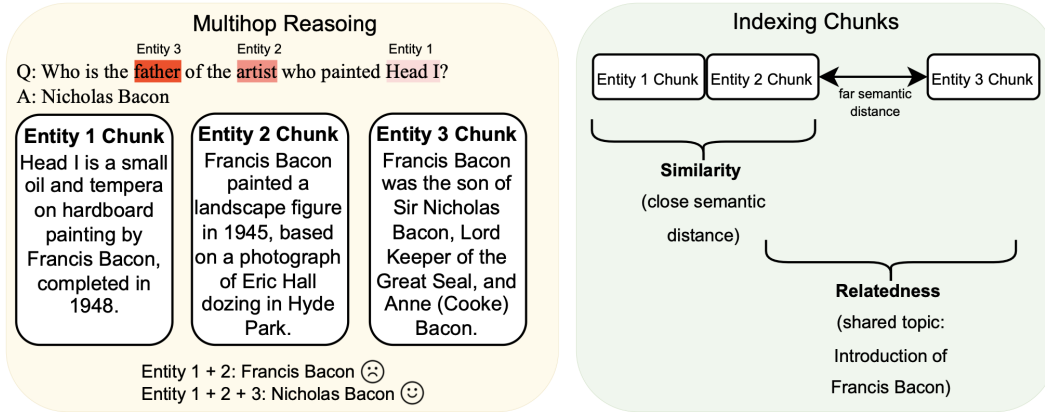 Multihop Reasoing
Entity 3
Entity 2
Entity 1
Q: Who is the father of the artist who painted Head I?
A: Nicholas Bacon
Entity 1 Chunk
Head I is a small
oil and tempera
on hardboard
painting by
Francis Bacon,
completed in
1948.
Entity 2 Chunk
Francis Bacon
painted a
landscape figure
in 1945, based
on a photograph
of Eric Hall
dozing in Hyde
Park.
Entity 3 Chunk
Francis Bacon
was the son of
Sir Nicholas
Bacon, Lord
Keeper of the
Great Seal, and
Anne (Cooke)
Bacon.
Entity 1 + 2: Francis Bacon
Entity 1 + 2 + 3: Nicholas Bacon
Indexing Chunks
Entity 1 Chunk
Entity 2 Chunk
far semantic
distance
Entity 3 Chunk
Similarity
(close semantic
distance)
Relatedness
(shared topic:
Introduction of
Francis Bacon)